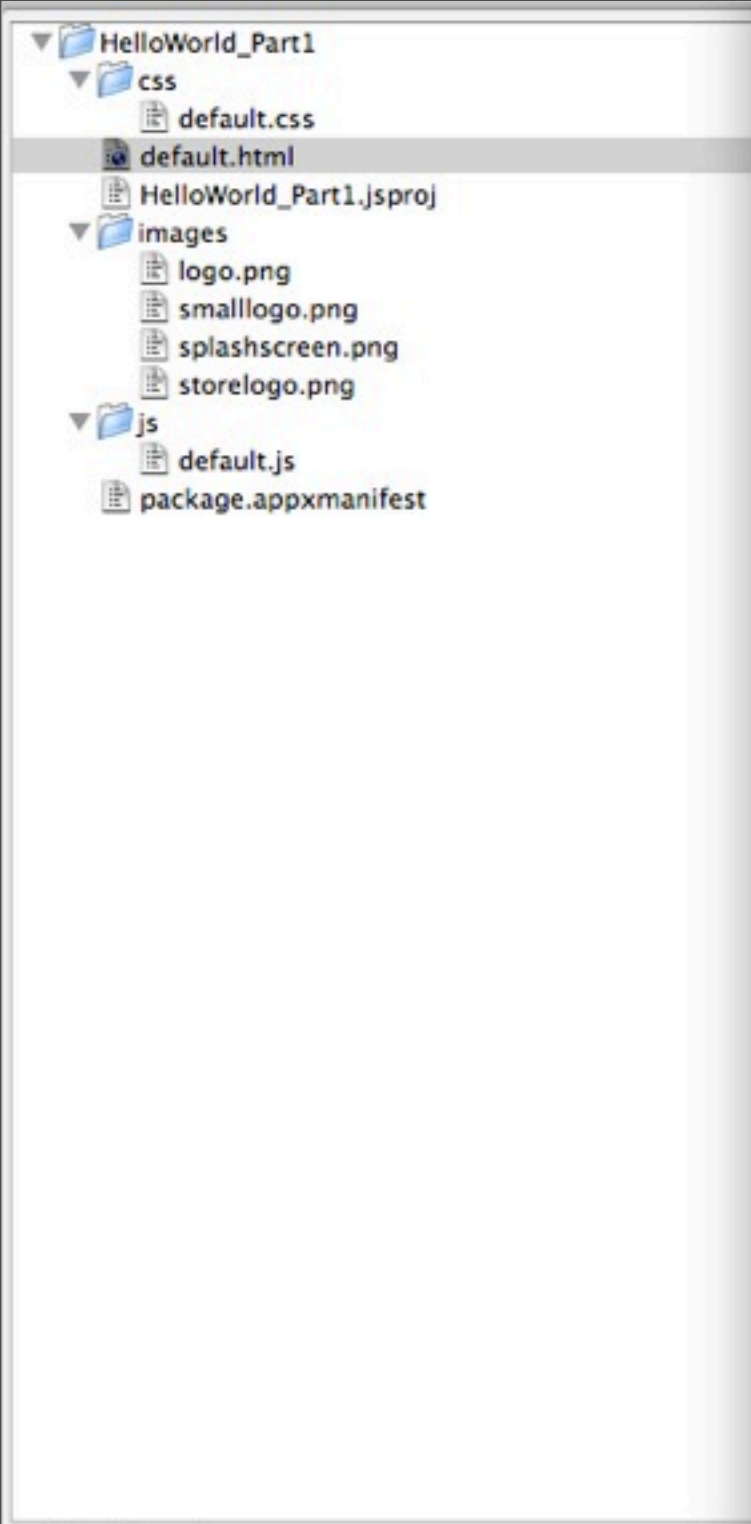 HelloWorld_Part1
css
default.css
default.html
HelloWorld_Part1.jsproj
images
logo.png
smalllogo.png
splashscreen.png
storelogo.png
js
default.js
package.appxmanifest